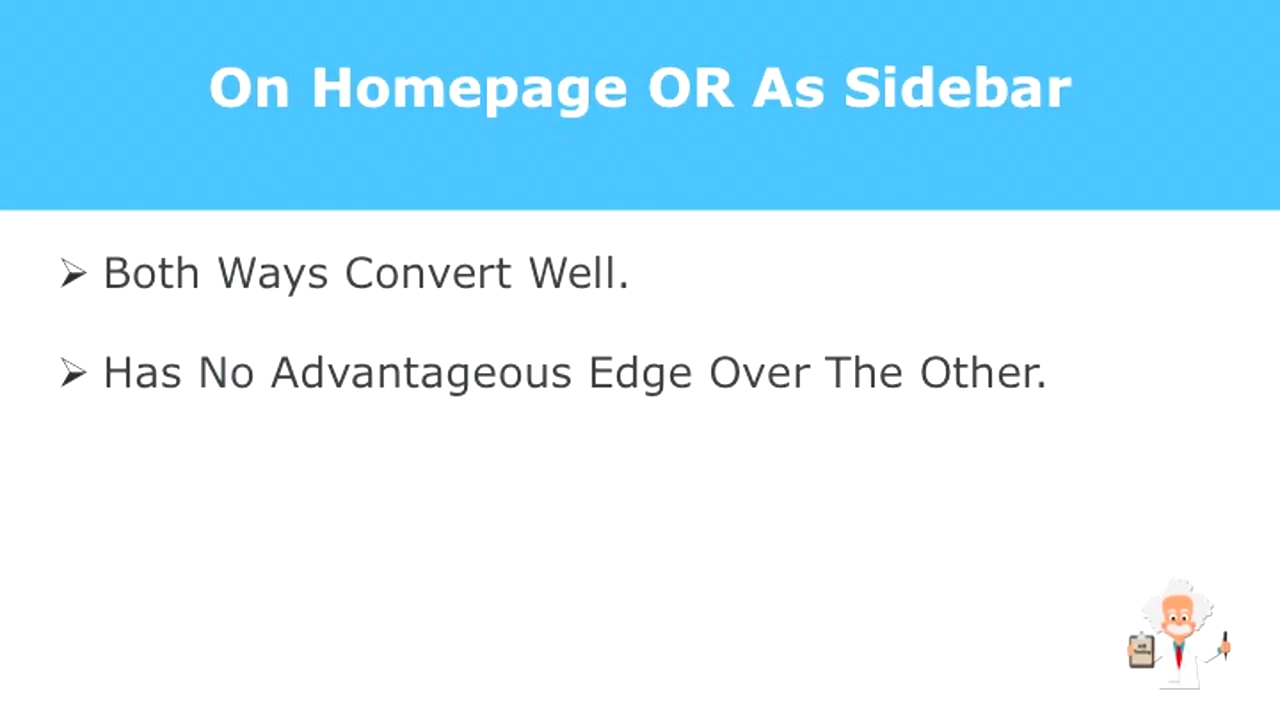 On Homepage OR As Sidebar
➢ Both Ways Convert Well.
➢ Has No Advantageous Edge Over The Other.